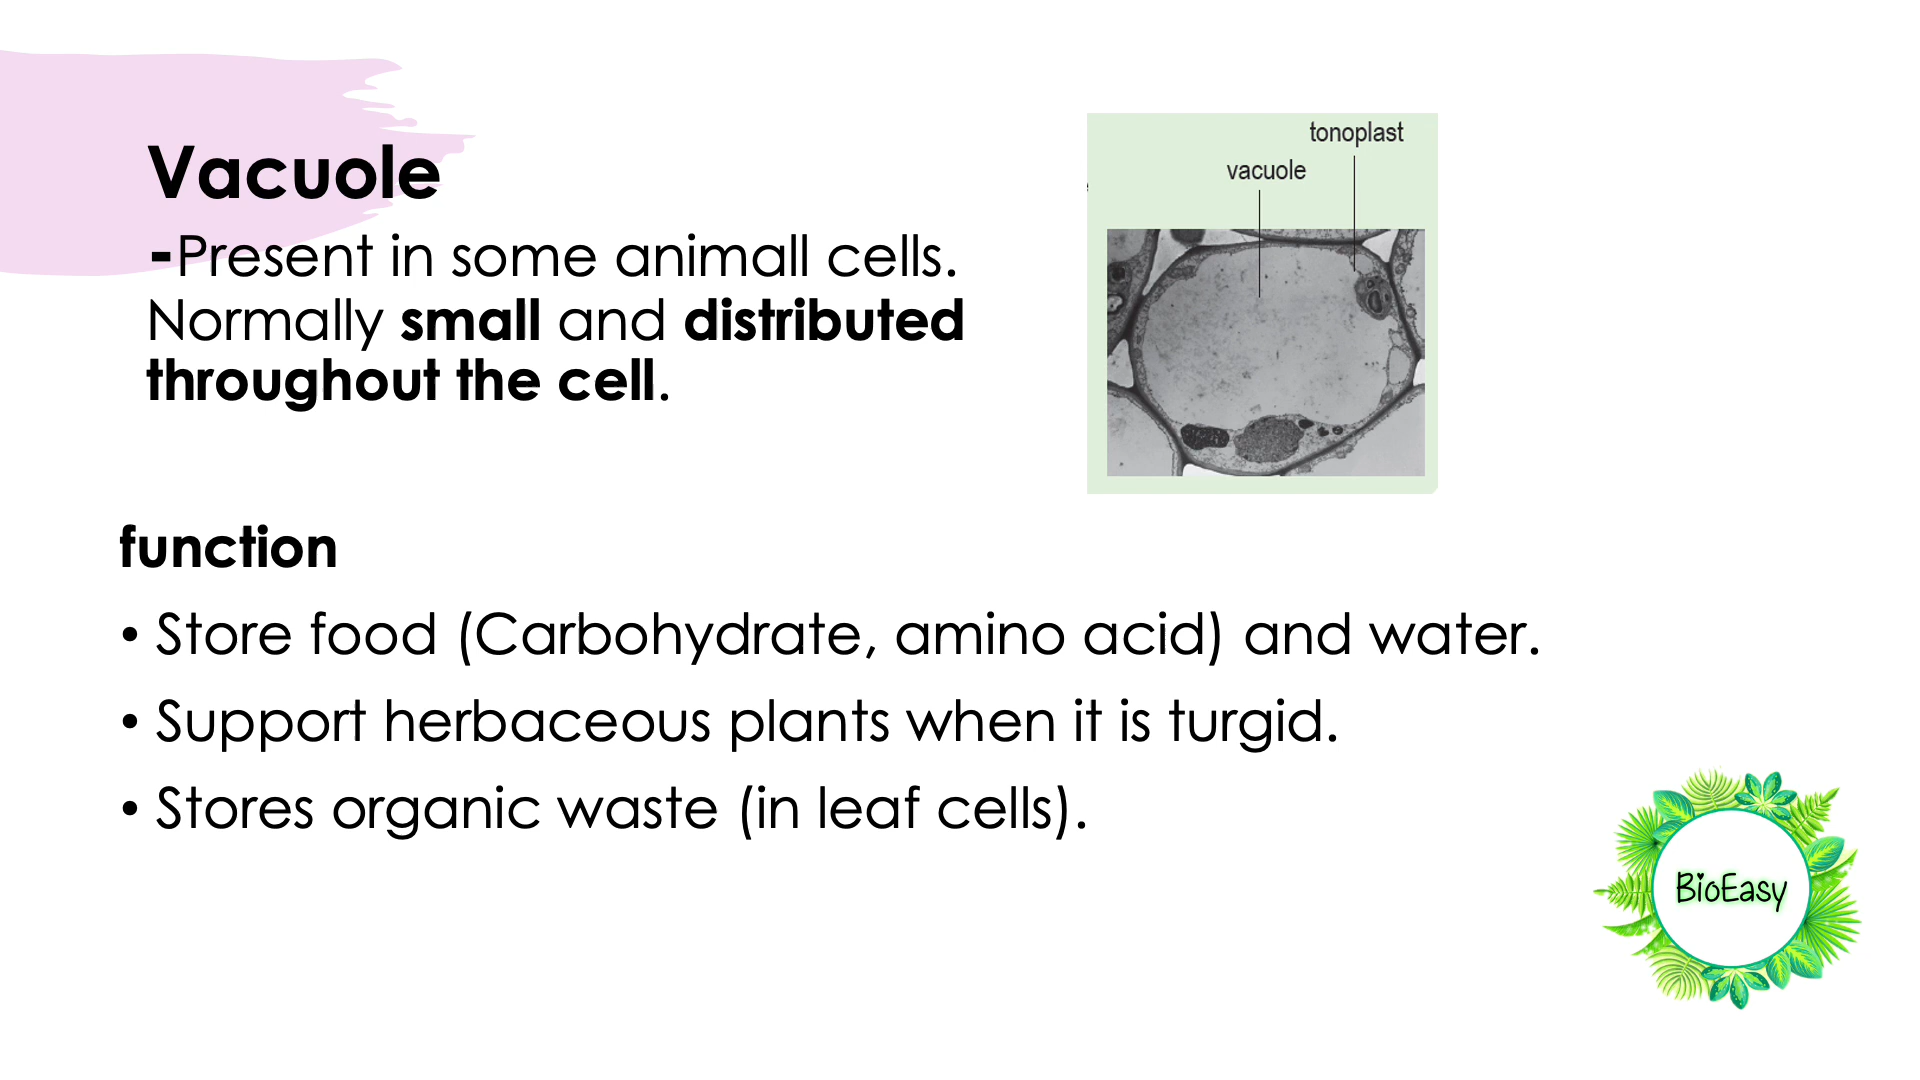 Vacuole
-Present in some animall cells.
Normally small and distributed
throughout the cell.
tonoplast
vacuole
function
• Store food (Carbohydrate, amino acid) and water.
• Support herbaceous plants when it is turgid.
• Stores organic waste (in leaf cells).
BioEasy